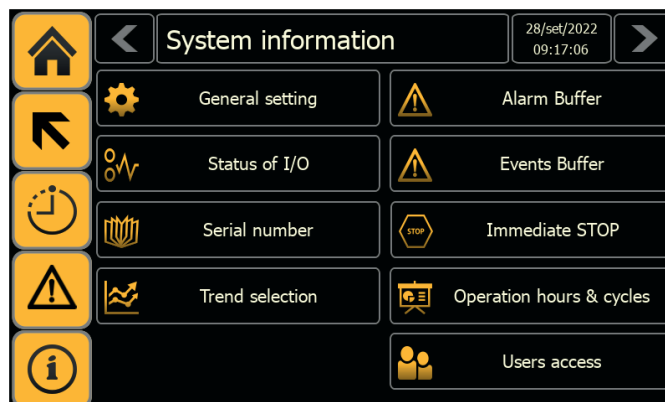 System information
28/set/2022
09:17:06
General setting
Alarm Buffer
Status of I/O
Events Buffer
Serial number
STOP
Immediate STOP
Trend selection
Operation hours & cycles
Users access